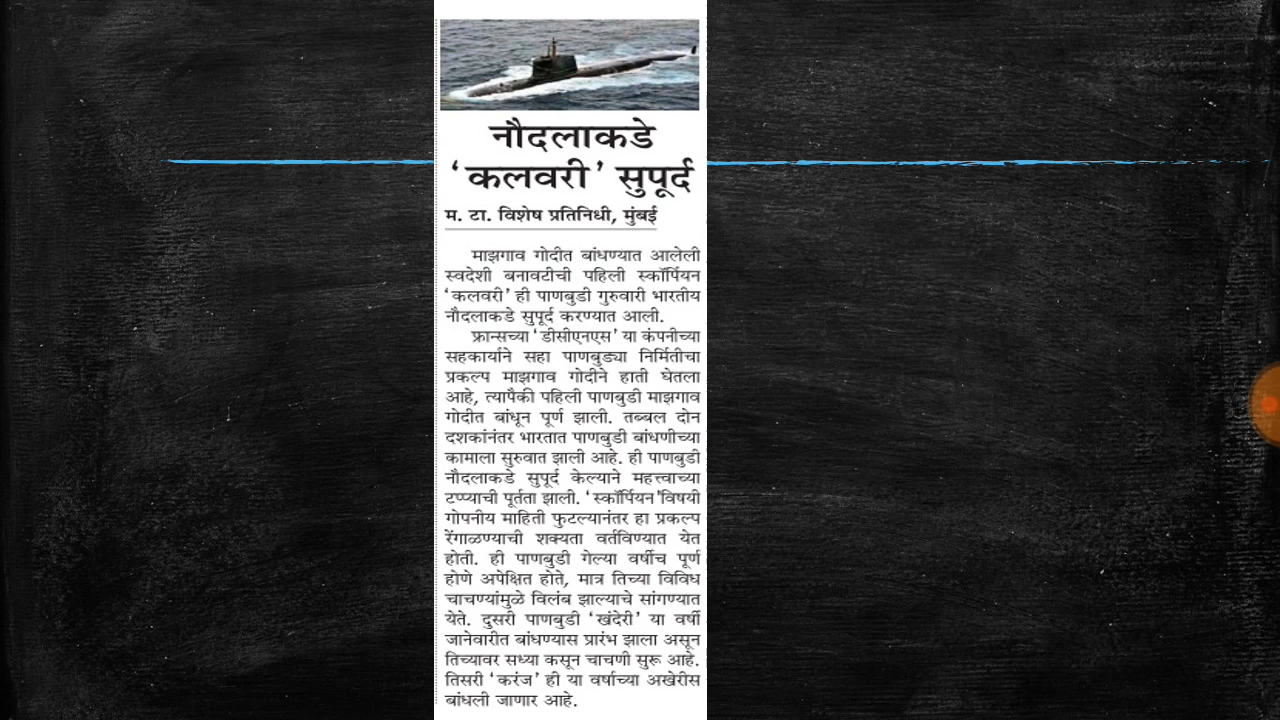 नौदलाकडे
‘कलवरी’ सुपूर्द
म. टा. विशेष प्रतिनिधी, मुंबई
माझगाव गोदीत बांधण्यात आलेली
स्वदेशी बनावटीची पहिली स्कॉर्पियन
‘कलवरी’ ही पाणबुडी गुरुवारी भारतीय
नौदलाकडे सुपूर्द करण्यात आली.
फ्रान्सच्या ‘डीसीएनएस’ या कंपनीच्या
सहकार्याने सहा पाणबुड्या निर्मितीचा
प्रकल्प माझगाव गोदीने हाती घेतला
आहे, त्यापैकी पहिली पाणबुडी माझगाव
गोदीत बांधून पूर्ण झाली. तब्बल दोन
दशकांनंतर भारतात पाणबुडी बांधणीच्या
कामाला सुरुवात झाली आहे. ही पाणबुडी
नौदलाकडे सुपूर्द केल्याने महत्त्वाच्या
टप्प्याची पूर्तता झाली. ‘स्कॉर्पियन’विषयी
गोपनीय माहिती फुटल्यानंतर हा प्रकल्प
रेंगाळण्याची शक्यता वर्तविण्यात येत
होती. ही पाणबुडी गेल्या वर्षीच पूर्ण
होणे अपेक्षित होते, मात्र तिच्या विविध
चाचण्यांमुळे विलंब झाल्याचे सांगण्यात
येते. दुसरी पाणबुडी ‘खंदेरी’ या वर्षी
जानेवारीत बांधण्यास प्रारंभ झाला असून
तिच्यावर सध्या कसून चाचणी सुरू आहे.
तिसरी ‘करंज’ ही या वर्षाच्या अखेरीस
बांधली जाणार आहे.